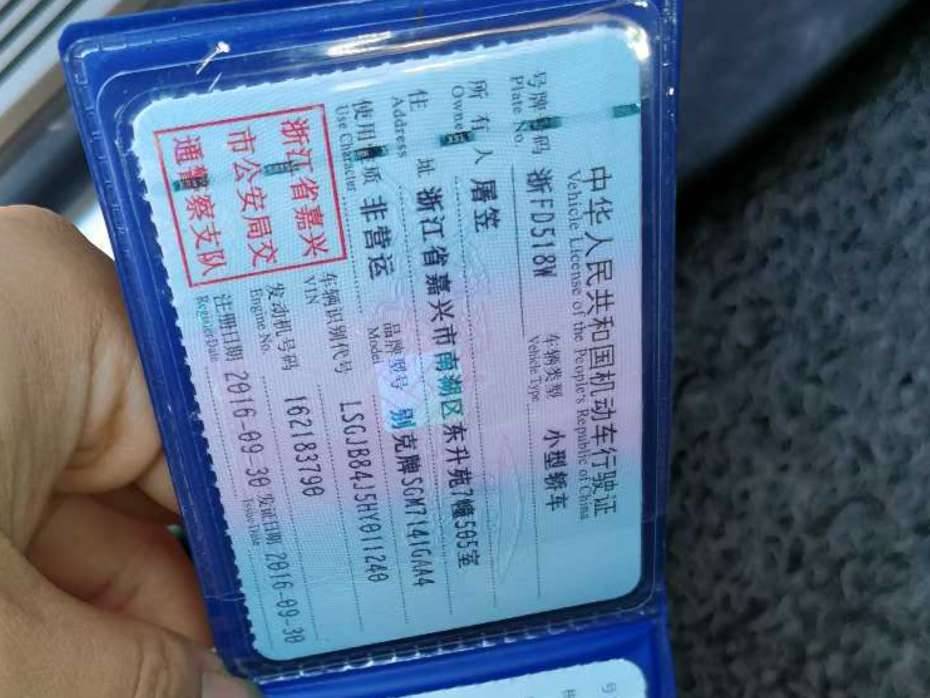 中华人民共和国机动车行驶证
Vehicle License of the People's Republic of China
号牌号码 浙FD518W 车辆类型 小型轿车
Plate No. Vehicle Type
所有人 屠笠
Owner
住址 浙江省嘉兴市南湖区东升苑7幢505室
Address
使用性质 非营运 品牌型号 别克牌SGM7141GAA4
Use Character Model
浙江省嘉兴
市公安局交
通警察支队
车辆识别代号 LSGJB84J5HY011240
VIN
发动机号码 162183790
Engine No.
注册日期 2016-09-30 发证日期 2016-09-30
Register Date Issue Date
号